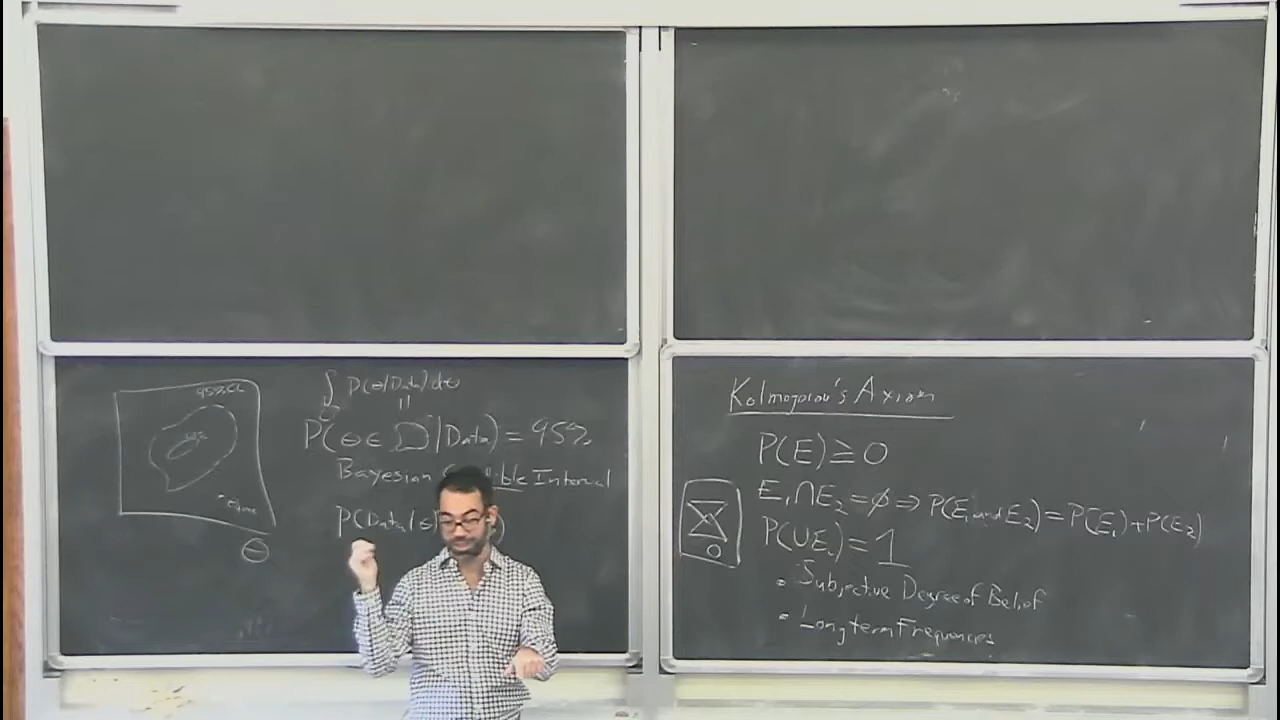 95% CL
Θ
∫ P(Θ|Data) dΘ
P(Θ ∈ |Data) = 95%
Bayesian Interval
P(Data|Θ
Kolmogorov's Axiom
P(E) ≥ 0
E₁ ∩ E₂ = ∅ ⇒ P(E₁ and E₂) = P(E₁) + P(E₂)
P(∪Eᵢ) = 1
• Subjective Degree of Belief
• Long term Frequencies